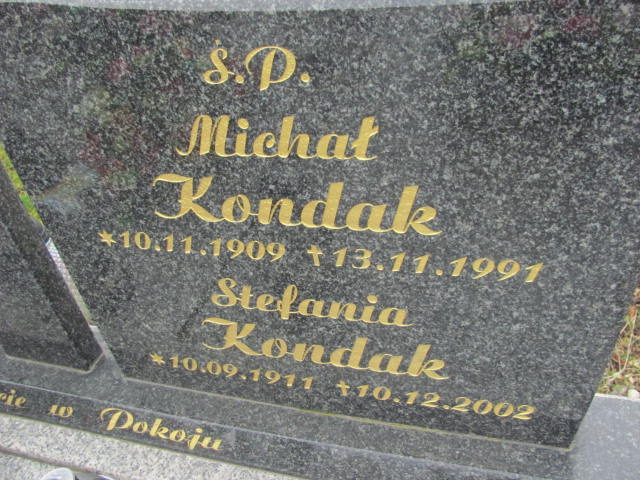 Ś.P.
Michał
Kondak
*10.11.1909 †13.11.1991
Stefania
Kondak
*10.09.1911 †10.12.2002
w Pokoju